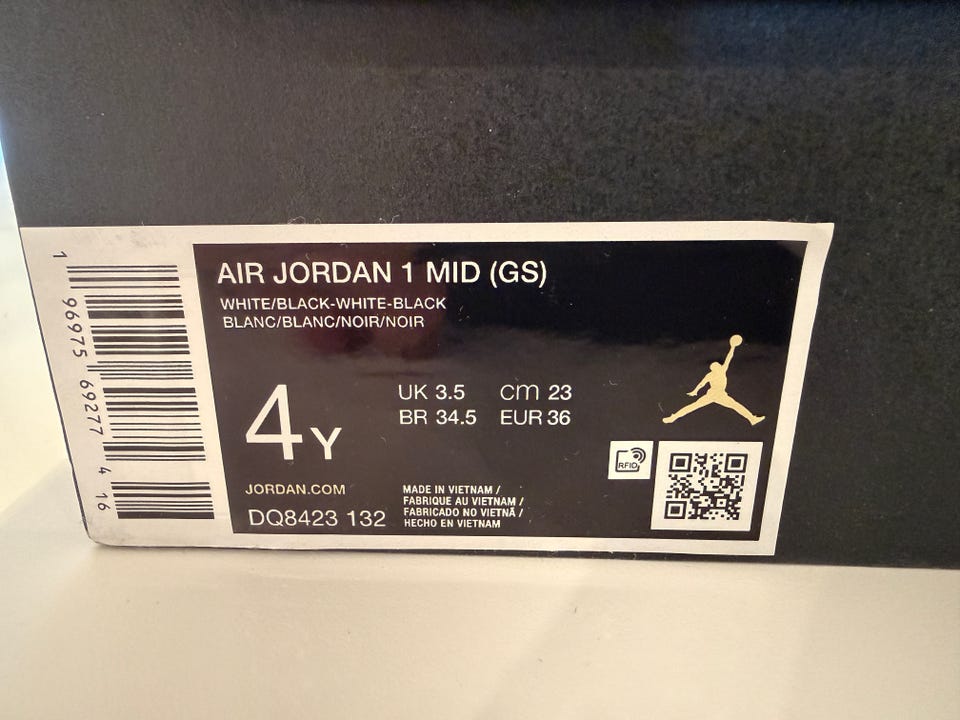 AIR JORDAN 1 MID (GS)
WHITE/BLACK-WHITE-BLACK
BLANC/BLANC/NOIR/NOIR
4Y
UK 3.5 cm 23
BR 34.5 EUR 36
RFID
JORDAN.COM
DQ8423 132
MADE IN VIETNAM /
FABRIQUE AU VIETNAM /
FABRICADO NO VIETNÃ /
HECHO EN VIETNAM
1 96975 69277 4 16